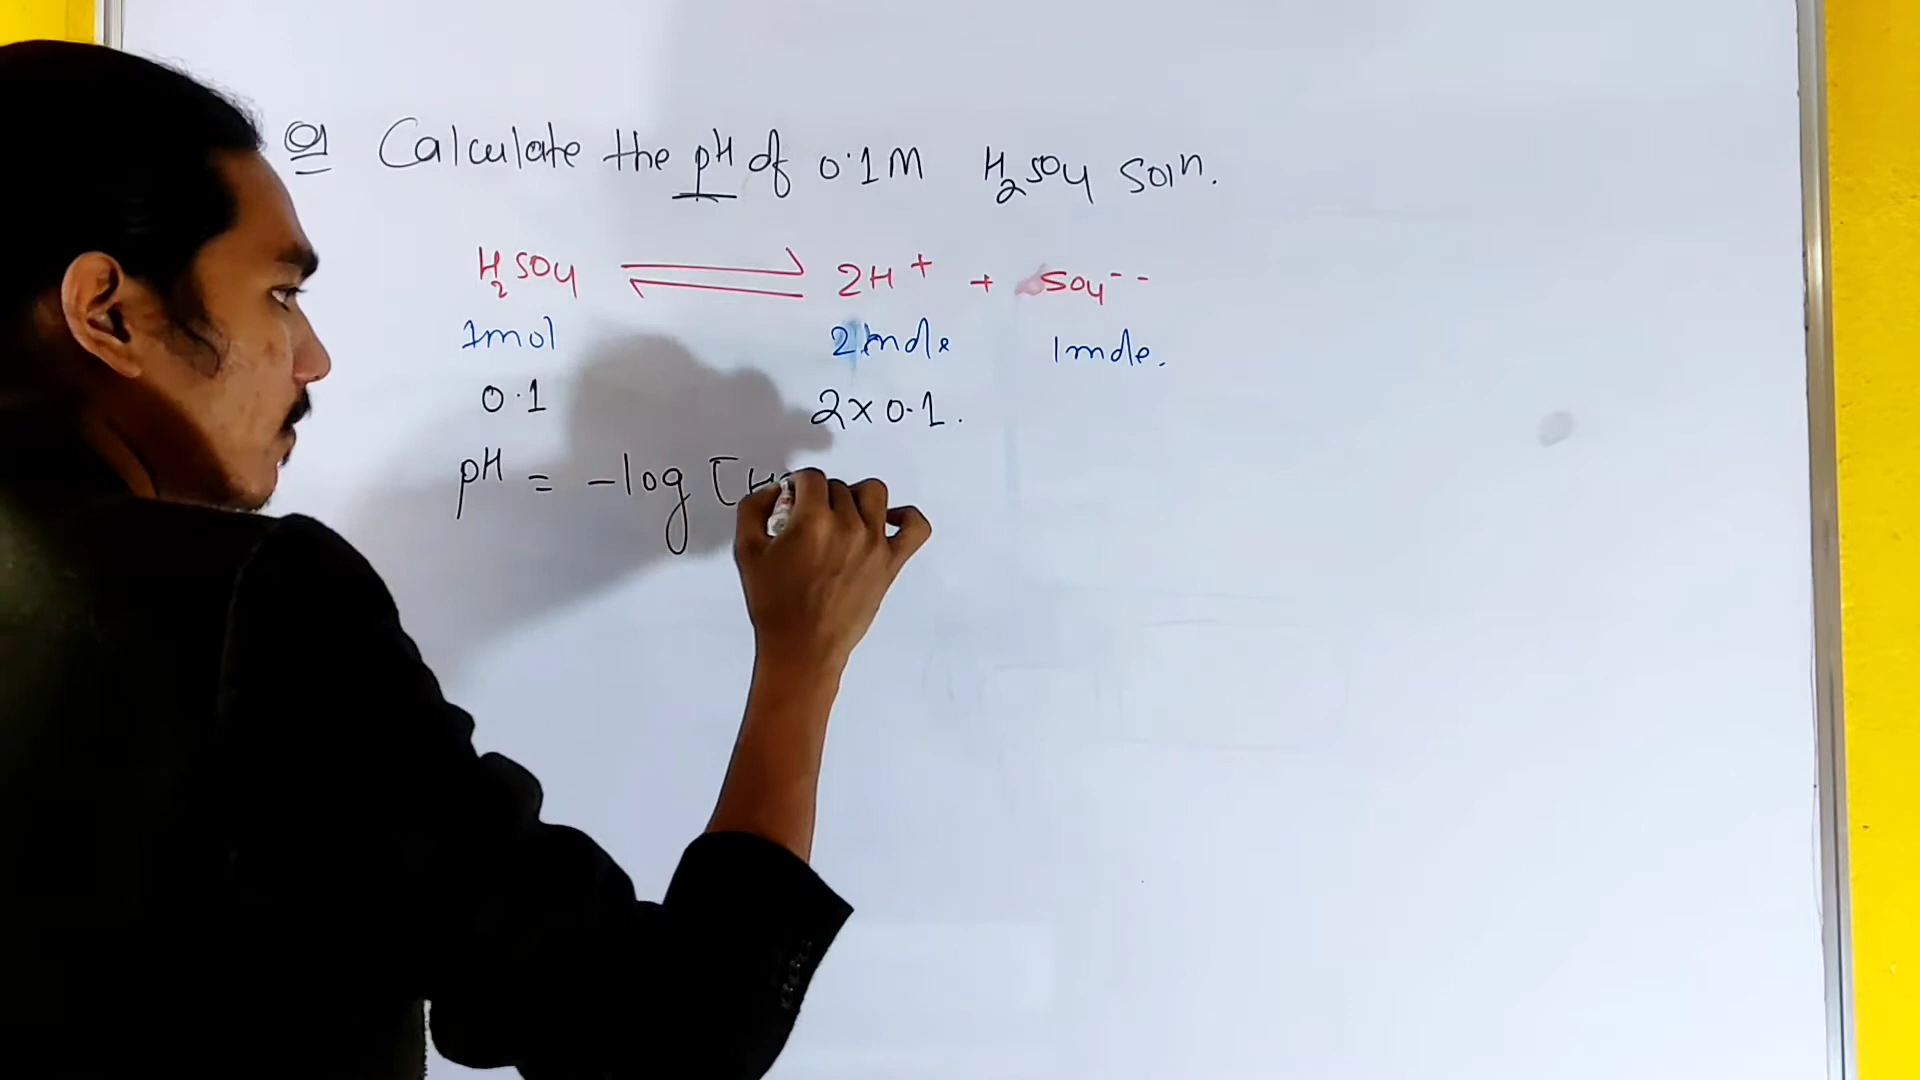 Q1 Calculate the pH of 0.1M H₂SO₄ Soln.
H₂SO₄ ⇌ 2H⁺ + SO₄⁻⁻
1mol 2 mole 1mole.
0.1 2×0.1.
pH = -log [H